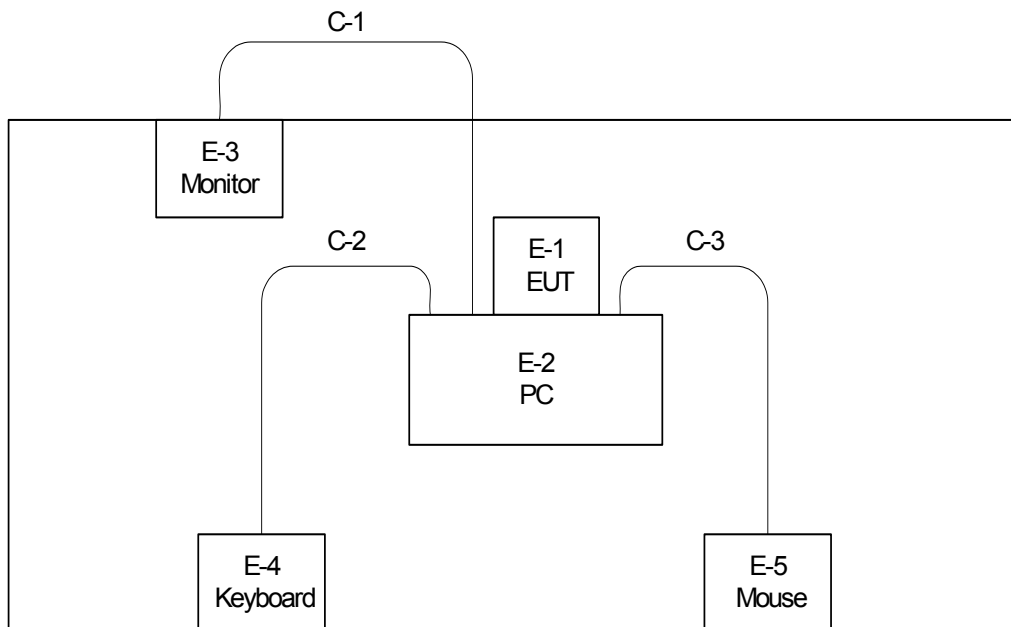 C-1
E-3
Monitor
C-2
E-1
EUT
C-3
E-2
PC
E-4
Keyboard
E-5
Mouse